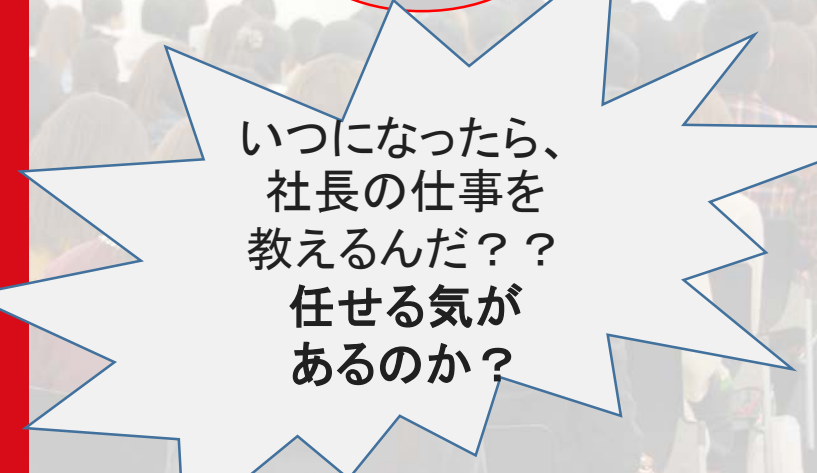 いつになったら、
社長の仕事を
教えるんだ？？
任せる気が
あるのか？